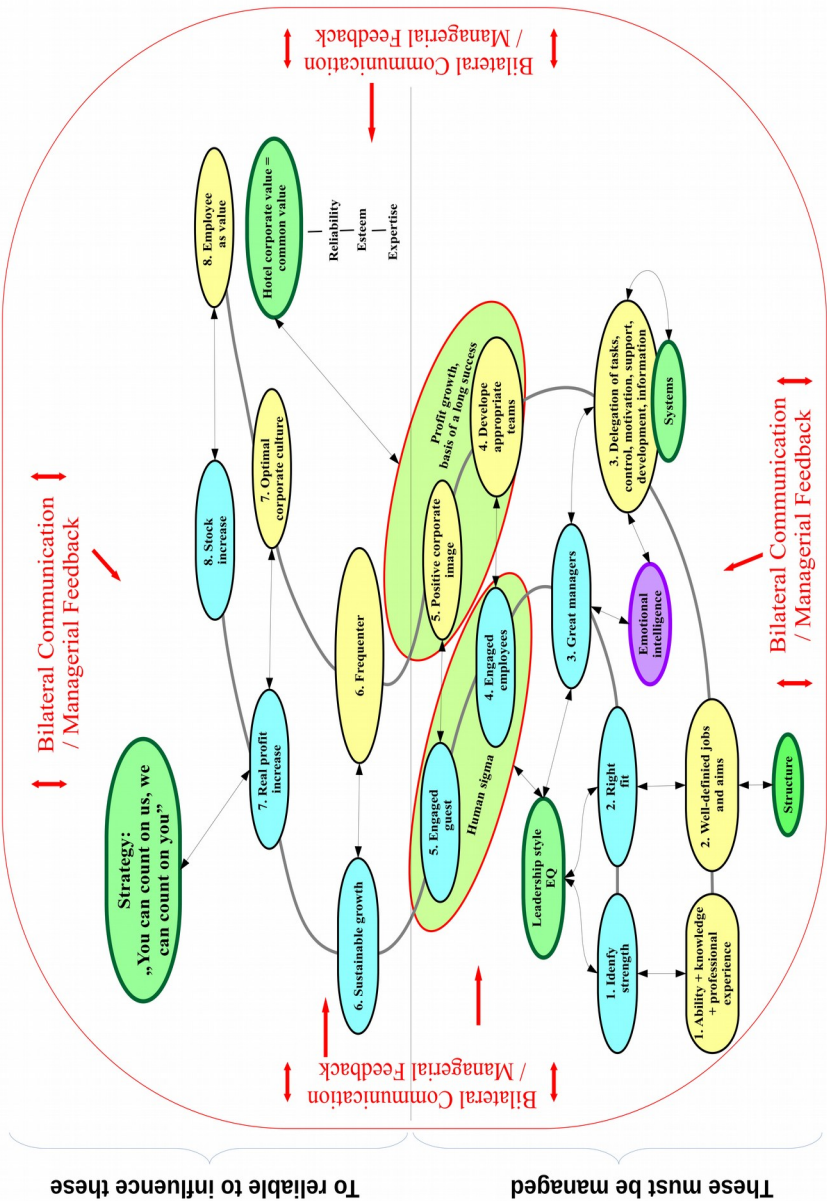 To reliable to influence these
These must be managed
Bilateral Communication
/ Managerial Feedback
Strategy:
„You can count on us, we
can count on you”
8. Stock
increase
8. Employee
as value
7. Real profit
increase
7. Optimal
corporate culture
Hotel corporate value =
common value
Reliability
Esteem
Expertise
6. Sustainable growth
6. Frequenter
Bilateral Communication
/ Managerial Feedback
Bilateral Communication
/ Managerial Feedback
5. Engaged
guest
5. Positive corporate
image
Profit growth,
basis of a long success
Human sigma
4. Engaged
employees
4. Develope
appropriate
teams
Leadership style
EQ
3. Great managers
3. Delegation of tasks,
control, motivation, support,
development, information
1. Idenfy
strength
2. Right
fit
Emotional
intelligence
Systems
1. Ability + knowledge
+ professional
experience
2. Well-definied jobs
and aims
Structure
Bilateral Communication
/ Managerial Feedback